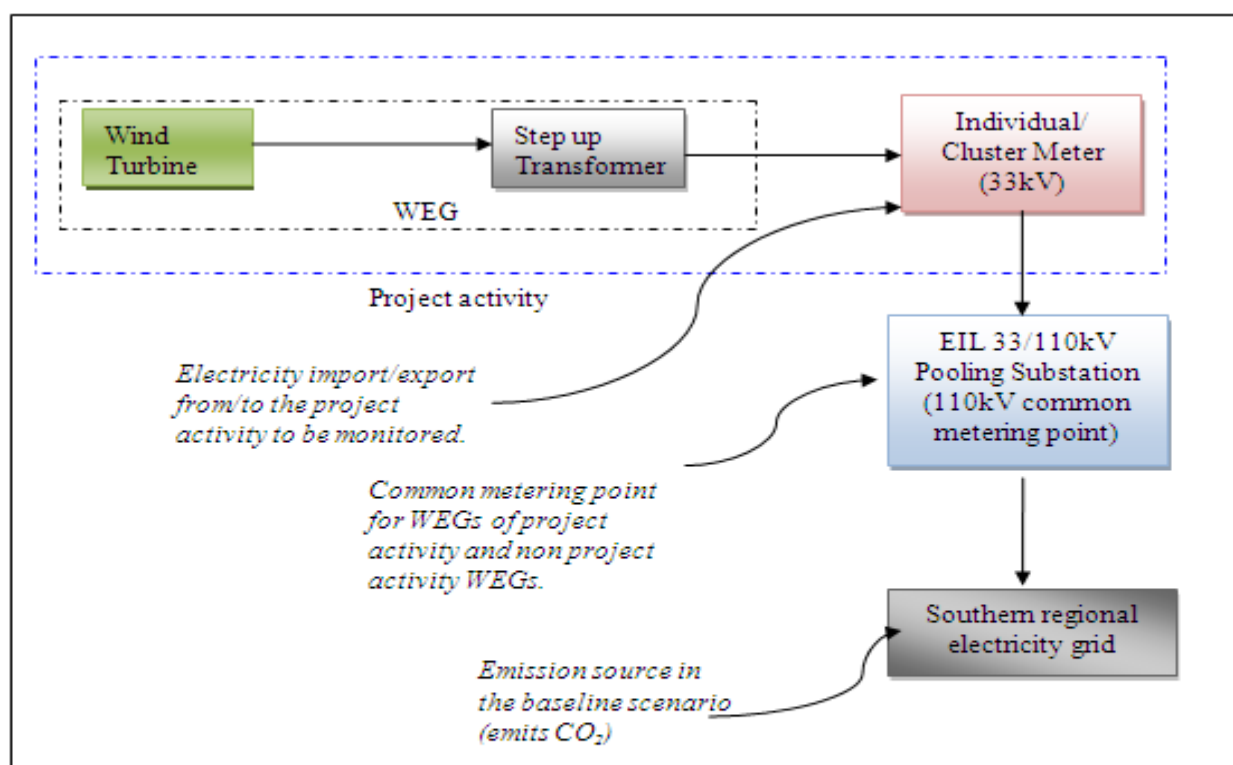 Wind
Turbine
Step up
Transformer
Individual/
Cluster Meter
(33kV)
WEG
Project activity
Electricity import/export
from/to the project
activity to be monitored.
EIL 33/110kV
Pooling Substation
(110kV common
metering point)
Common metering point
for WEGs of project
activity and non project
activity WEGs.
Southern regional
electricity grid
Emission source in
the baseline scenario
(emits CO₂)